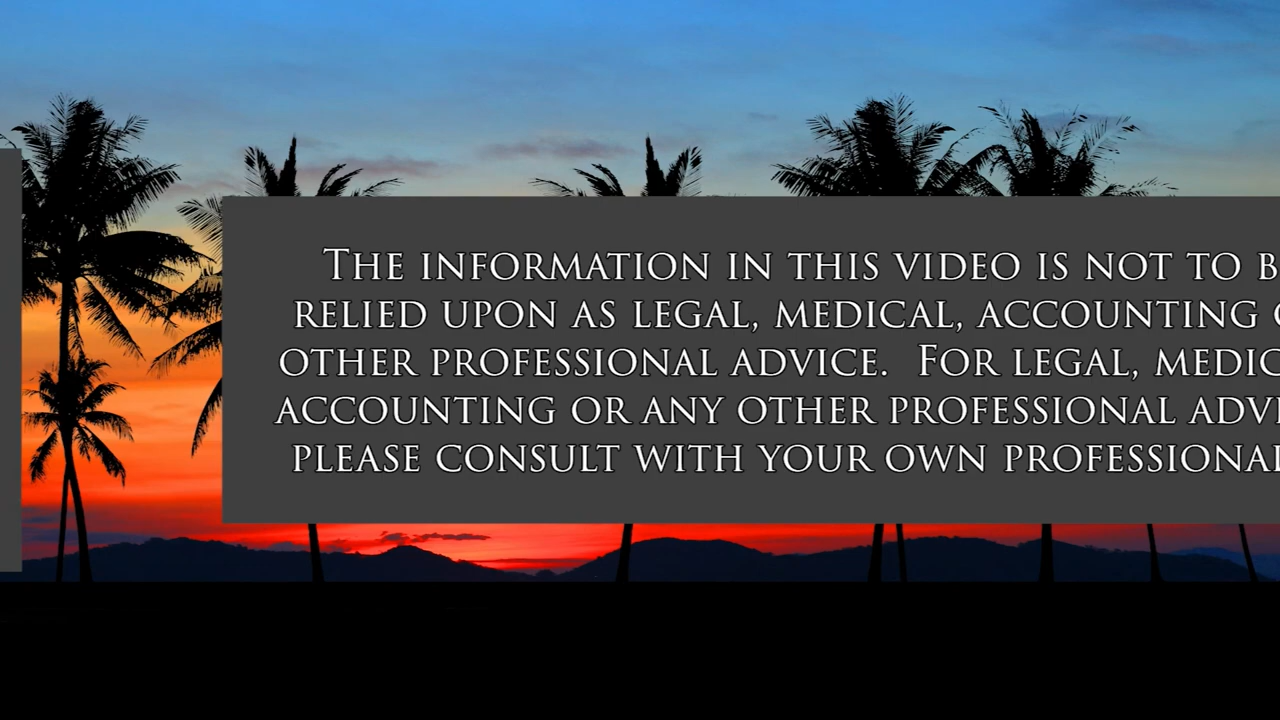 THE INFORMATION IN THIS VIDEO IS NOT TO
RELIED UPON AS LEGAL, MEDICAL, ACCOUNTING
OTHER PROFESSIONAL ADVICE. FOR LEGAL,
ACCOUNTING OR ANY OTHER PROFESSIONAL
PLEASE CONSULT WITH YOUR OWN